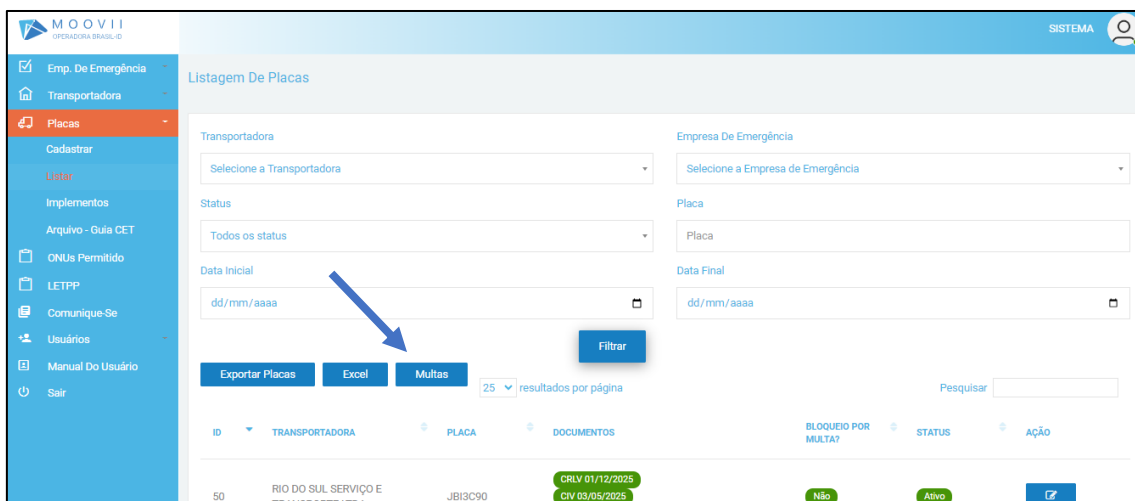 MOOVII
OPERADORA BRASIL-ID
SISTEMA
Emp. De Emergência
Transportadora
Placas
Cadastrar
Listar
Implementos
Arquivo - Guia CET
ONUs Permitido
LETPP
Comunique-Se
Usuários
Manual Do Usuário
Sair
Listagem De Placas
Transportadora Empresa De Emergência
Selecione a Transportadora Selecione a Empresa de Emergência
Status Placa
Todos os status Placa
Data Inicial Data Final
dd/mm/aaaa dd/mm/aaaa
Filtrar
Exportar Placas Excel Multas
25 resultados por página Pesquisar
ID TRANSPORTADORA PLACA DOCUMENTOS BLOQUEIO POR MULTA? STATUS AÇÃO
CRLV 01/12/2025
RIO DO SUL SERVIÇO E
50 JBI3C90 CIV 03/05/2025 Não Ativo